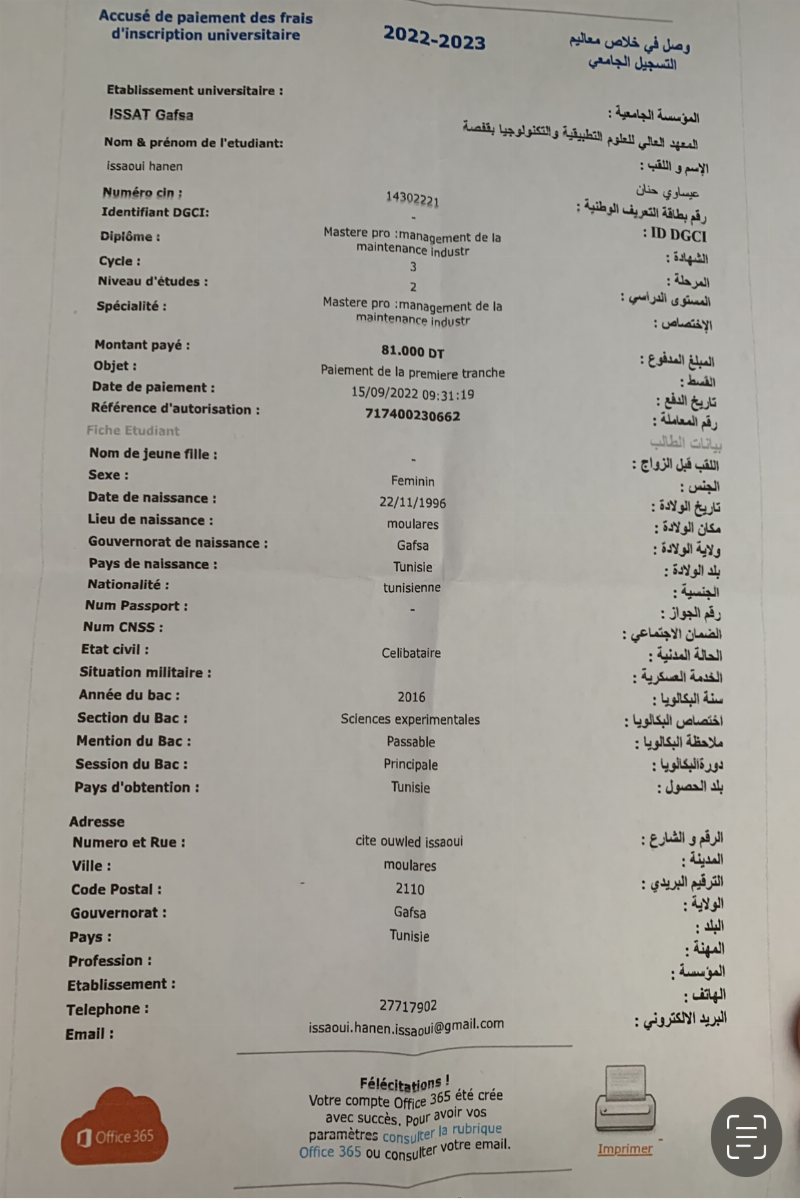 Accusé de paiement des frais
d'inscription universitaire
2022-2023
وصل في خلاص معاليم
التسجيل الجامعي
Etablissement universitaire :
ISSAT Gafsa
المؤسسة الجامعية :
المعهد العالي للعلوم التطبيقية والتكنولوجيا بقفصة
Nom & prénom de l'etudiant:
الإسم و اللقب :
issaoui hanen
عيساوي حنان
Numéro cin : 14302221 رقم بطاقة التعريف الوطنية :
Identifiant DGCI: - ID DGCI :
Diplôme : Mastere pro :management de la الشهادة :
maintenance industr
Cycle : 3 المرحلة :
Niveau d'études : 2 المستوى الدراسي :
Spécialité : Mastere pro :management de la الإختصاص :
maintenance industr
Montant payé : 81.000 DT المبلغ المدفوع :
Objet : Paiement de la premiere tranche القسط :
Date de paiement : 15/09/2022 09:31:19 تاريخ الدفع :
Référence d'autorisation : 717400230662 رقم المعاملة :
Fiche Etudiant بيانات الطالب
Nom de jeune fille : - اللقب قبل الزواج :
Sexe : Feminin الجنس :
Date de naissance : 22/11/1996 تاريخ الولادة :
Lieu de naissance : moulares مكان الولادة :
Gouvernorat de naissance : Gafsa ولاية الولادة :
Pays de naissance : Tunisie بلد الولادة :
Nationalité : tunisienne الجنسية :
Num Passport : - رقم الجواز :
Num CNSS : الضمان الاجتماعي :
Etat civil : Celibataire الحالة المدنية :
Situation militaire : الخدمة العسكرية :
Année du bac : 2016 سنة البكالويا :
Section du Bac : Sciences experimentales اختصاص البكالويا :
Mention du Bac : Passable ملاحظة البكالويا :
Session du Bac : Principale دورةالبكالويا :
Pays d'obtention : Tunisie بلد الحصول :
Adresse
Numero et Rue : cite ouwled issaoui الرقم و الشارع :
Ville : moulares المدينة :
Code Postal : 2110 الترقيم البريدي :
Gouvernorat : Gafsa الولاية :
Pays : Tunisie البلد :
Profession : المهنة :
Etablissement : المؤسسة :
Telephone : 27717902 الهاتف :
Email : issaoui.hanen.issaoui@gmail.com البريد الالكتروني :
Félécitations !
Votre compte Office 365 été crée
avec succès. Pour avoir vos
paramètres consulter la rubrique
Office 365 ou consulter votre email.
Office 365
Imprimer